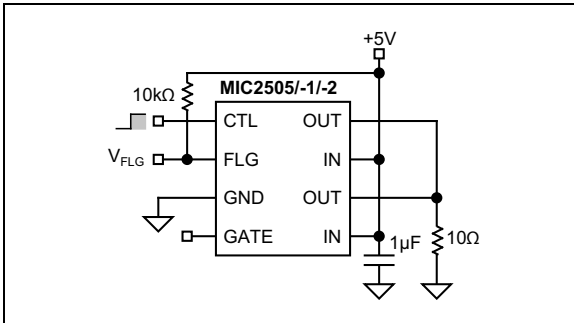 +5V
MIC2505/-1/-2
10kΩ
CTL OUT
V_FLG FLG IN
GND OUT
GATE IN
1µF 10Ω